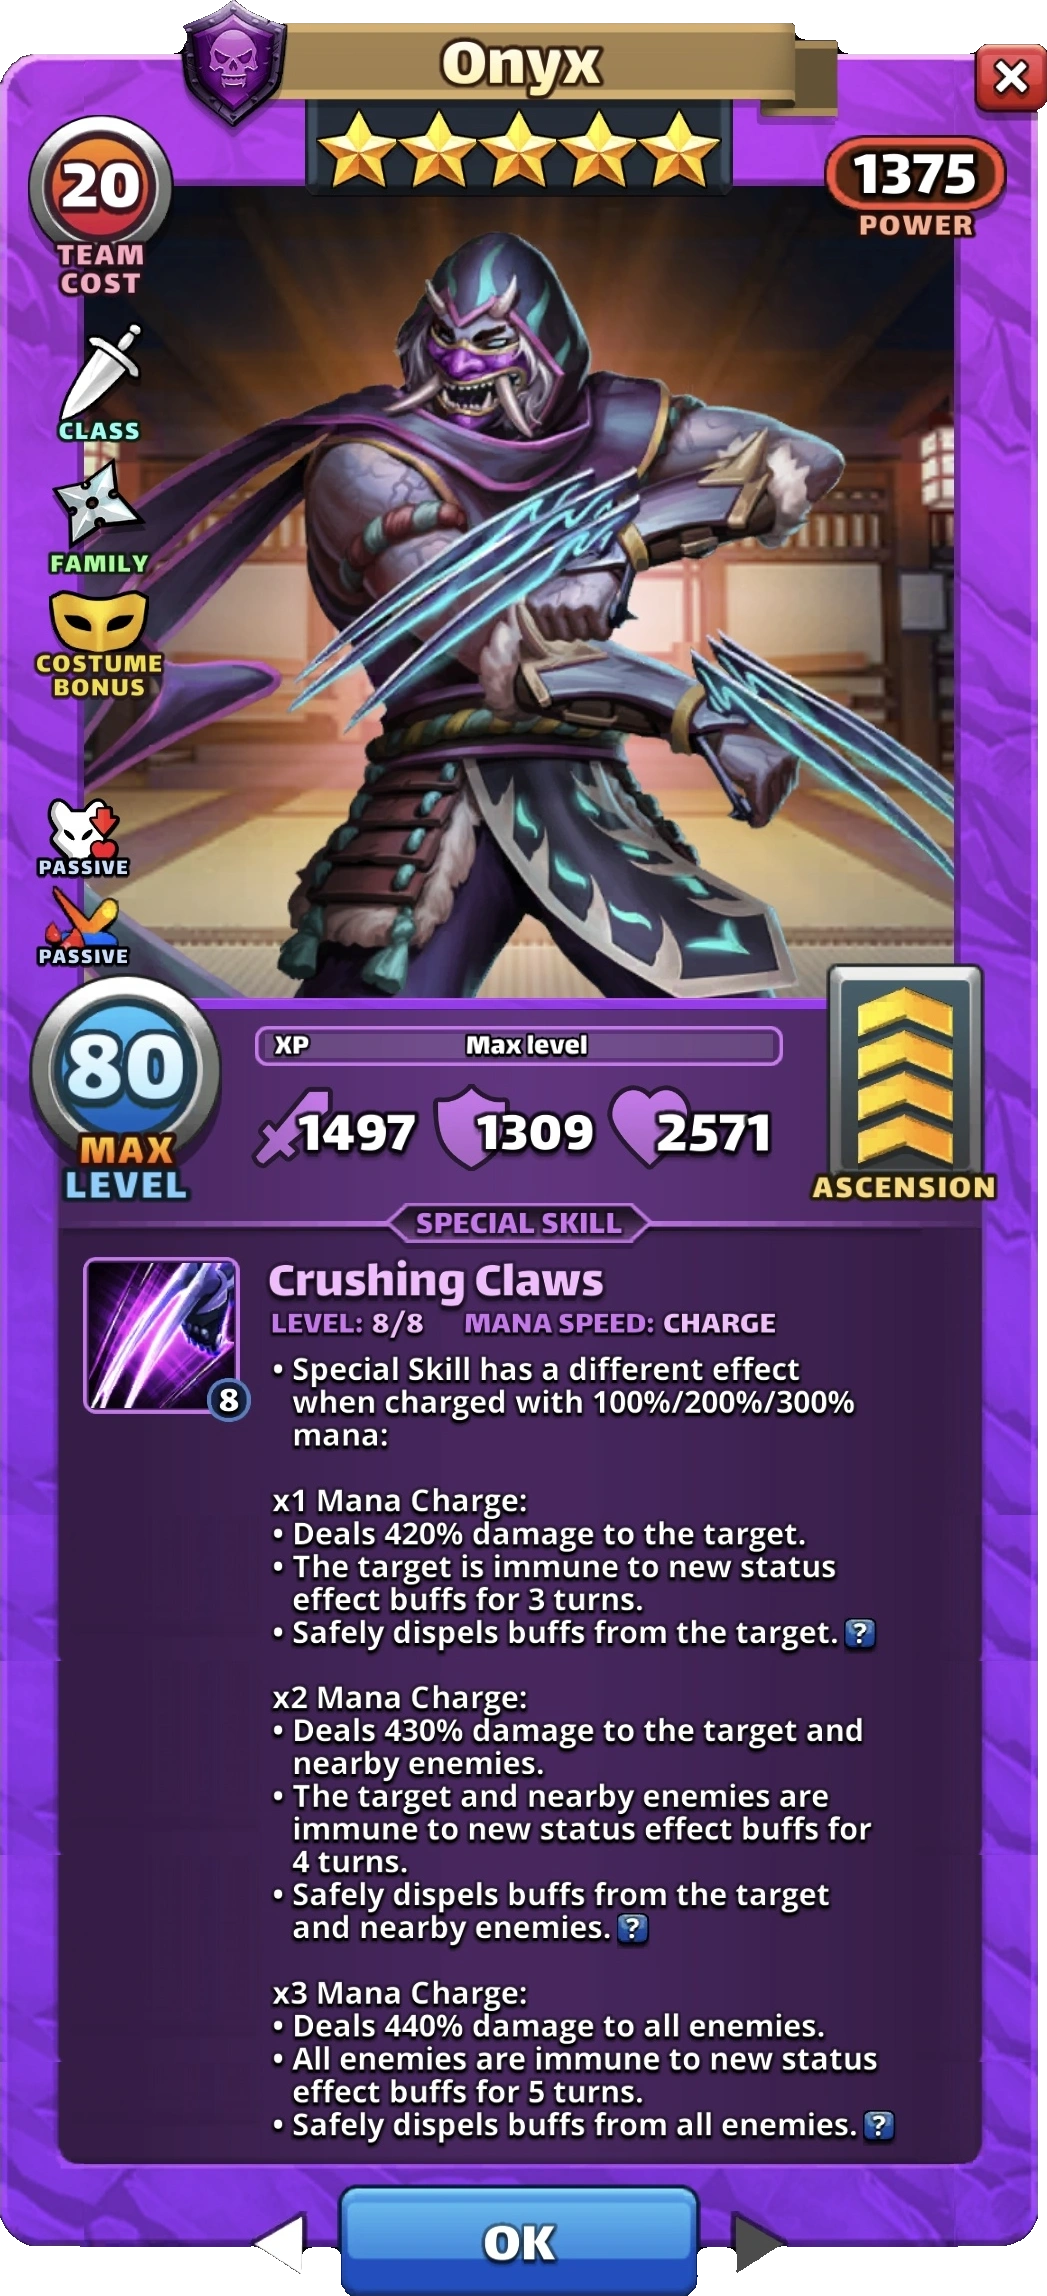 Onyx
20
TEAM
COST
1375
POWER
CLASS
FAMILY
COSTUME
BONUS
PASSIVE
PASSIVE
80
MAX
LEVEL
XP Max level
1497 1309 2571
ASCENSION
SPECIAL SKILL
8
Crushing Claws
LEVEL: 8/8 MANA SPEED: CHARGE
• Special Skill has a different effect
when charged with 100%/200%/300%
mana:
x1 Mana Charge:
• Deals 420% damage to the target.
• The target is immune to new status
effect buffs for 3 turns.
• Safely dispels buffs from the target. ?
x2 Mana Charge:
• Deals 430% damage to the target and
nearby enemies.
• The target and nearby enemies are
immune to new status effect buffs for
4 turns.
• Safely dispels buffs from the target
and nearby enemies. ?
x3 Mana Charge:
• Deals 440% damage to all enemies.
• All enemies are immune to new status
effect buffs for 5 turns.
• Safely dispels buffs from all enemies. ?
OK